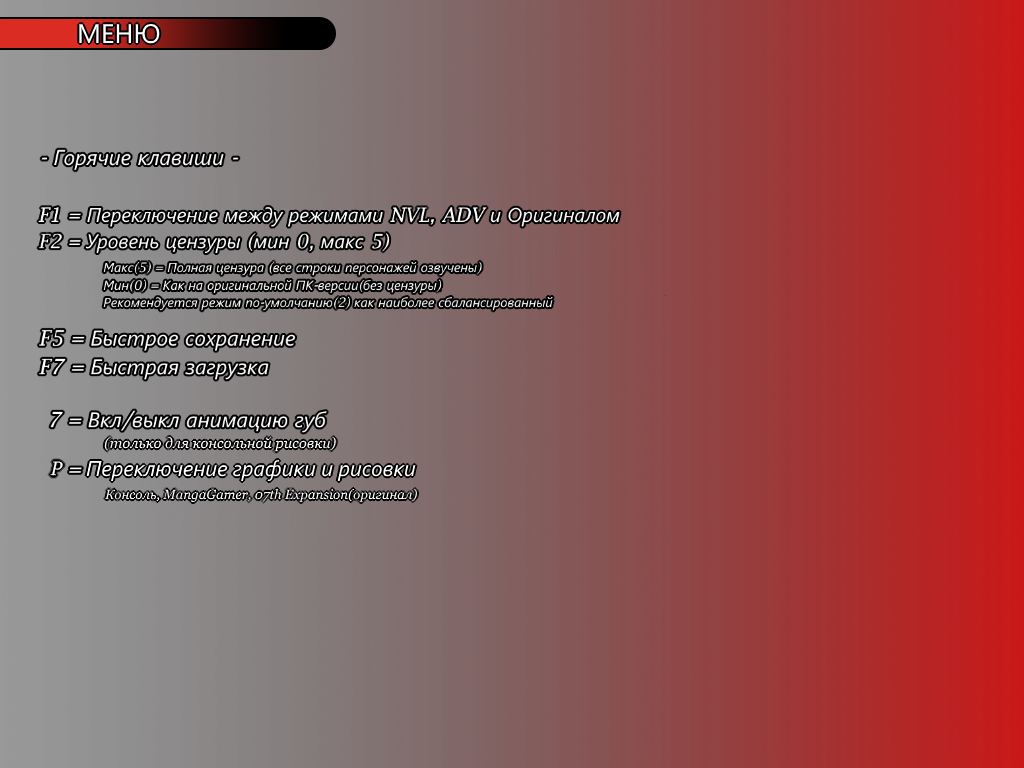 МЕНЮ
- Горячие клавиши -
F1 = Переключение между режимами NVL, ADV и Оригиналом
F2 = Уровень цензуры (мин 0, макс 5)
Макс(5) = Полная цензура (все строки персонажей озвучены)
Мин(0) = Как на оригинальной ПК-версии(без цензуры)
Рекомендуется режим по-умолчанию(2) как наиболее сбалансированный
F5 = Быстрое сохранение
F7 = Быстрая загрузка
7 = Вкл/выкл анимацию губ
(только для консольной рисовки)
P = Переключение графики и рисовки
Консоль, MangaGamer, 07th Expansion(оригинал)